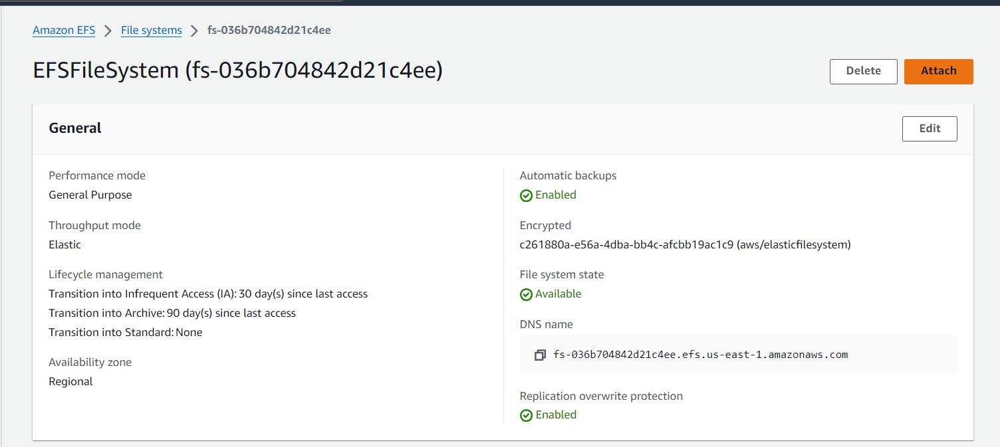 Amazon EFS > File systems > fs-036b704842d21c4ee
EFSFileSystem (fs-036b704842d21c4ee)
Delete
Attach
General
Edit
Performance mode
General Purpose
Throughput mode
Elastic
Lifecycle management
Transition into Infrequent Access (IA): 30 day(s) since last access
Transition into Archive: 90 day(s) since last access
Transition into Standard: None
Availability zone
Regional
Automatic backups
Enabled
Encrypted
c261880a-e56a-4dba-bb4c-afcbb19ac1c9 (aws/elasticfilesystem)
File system state
Available
DNS name
fs-036b704842d21c4ee.efs.us-east-1.amazonaws.com
Replication overwrite protection
Enabled